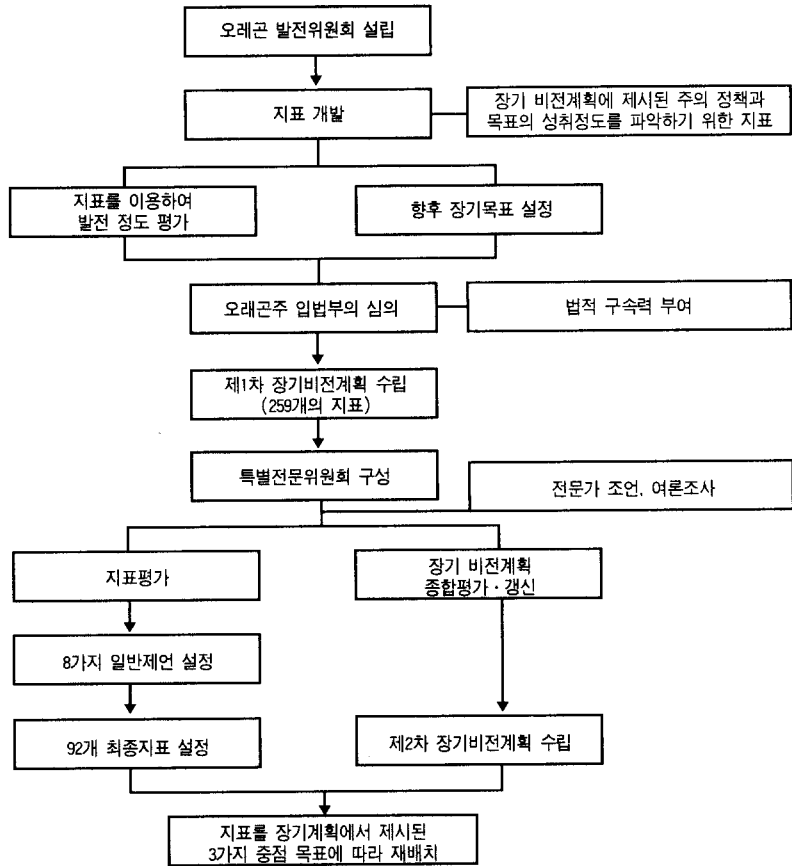 오레곤 발전위원회 설립
지표 개발
장기 비전계획에 제시된 주의 정책과
목표의 성취정도를 파악하기 위한 지표
지표를 이용하여
발전 정도 평가
향후 장기목표 설정
오래곤주 입법부의 심의
법적 구속력 부여
제1차 장기비전계획 수립
(259개의 지표)
특별전문위원회 구성
전문가 조언, 여론조사
지표평가
장기 비전계획
종합평가·갱신
8가지 일반제언 설정
92개 최종지표 설정
제2차 장기비전계획 수립
지표를 장기계획에서 제시된
3가지 중점 목표에 따라 재배치